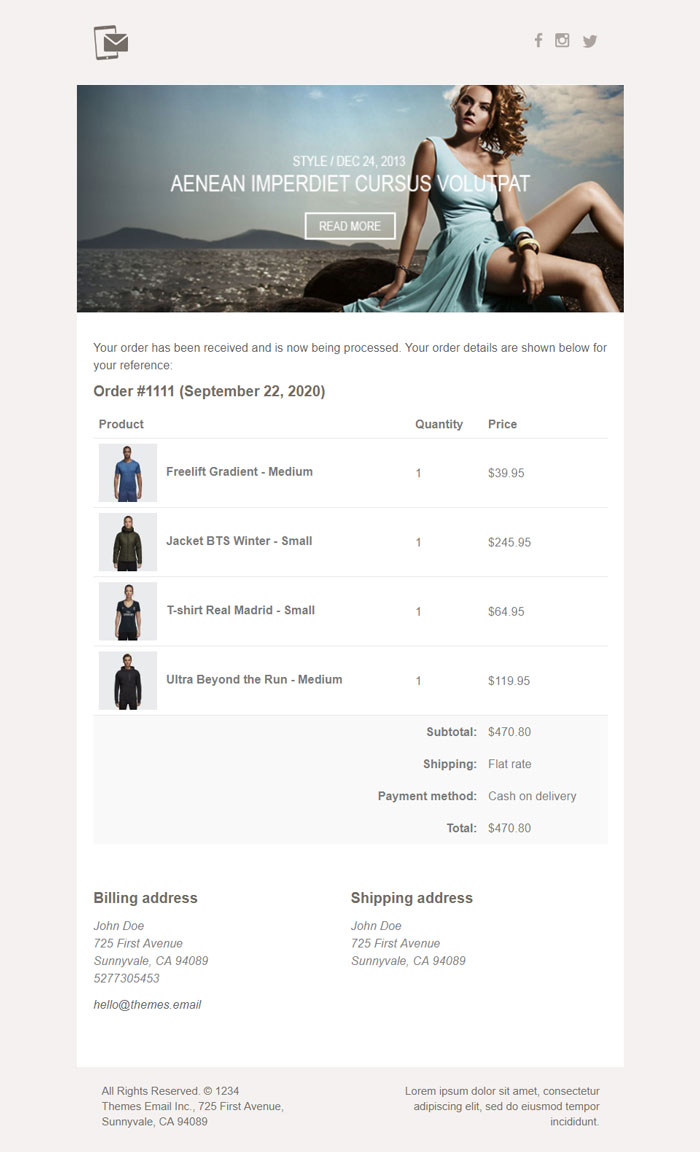 STYLE / DEC 24, 2013
AENEAN IMPERDIET CURSUS VOLUTPAT
READ MORE
Your order has been received and is now being processed. Your order details are shown below for
your reference:
Order #1111 (September 22, 2020)
Product Quantity Price
Freelift Gradient - Medium 1 $39.95
Jacket BTS Winter - Small 1 $245.95
T-shirt Real Madrid - Small 1 $64.95
Ultra Beyond the Run - Medium 1 $119.95
Subtotal: $470.80
Shipping: Flat rate
Payment method: Cash on delivery
Total: $470.80
Billing address
John Doe
725 First Avenue
Sunnyvale, CA 94089
5277305453
hello@themes.email
Shipping address
John Doe
725 First Avenue
Sunnyvale, CA 94089
All Rights Reserved. © 1234
Themes Email Inc., 725 First Avenue,
Sunnyvale, CA 94089
Lorem ipsum dolor sit amet, consectetur
adipiscing elit, sed do eiusmod tempor
incididunt.